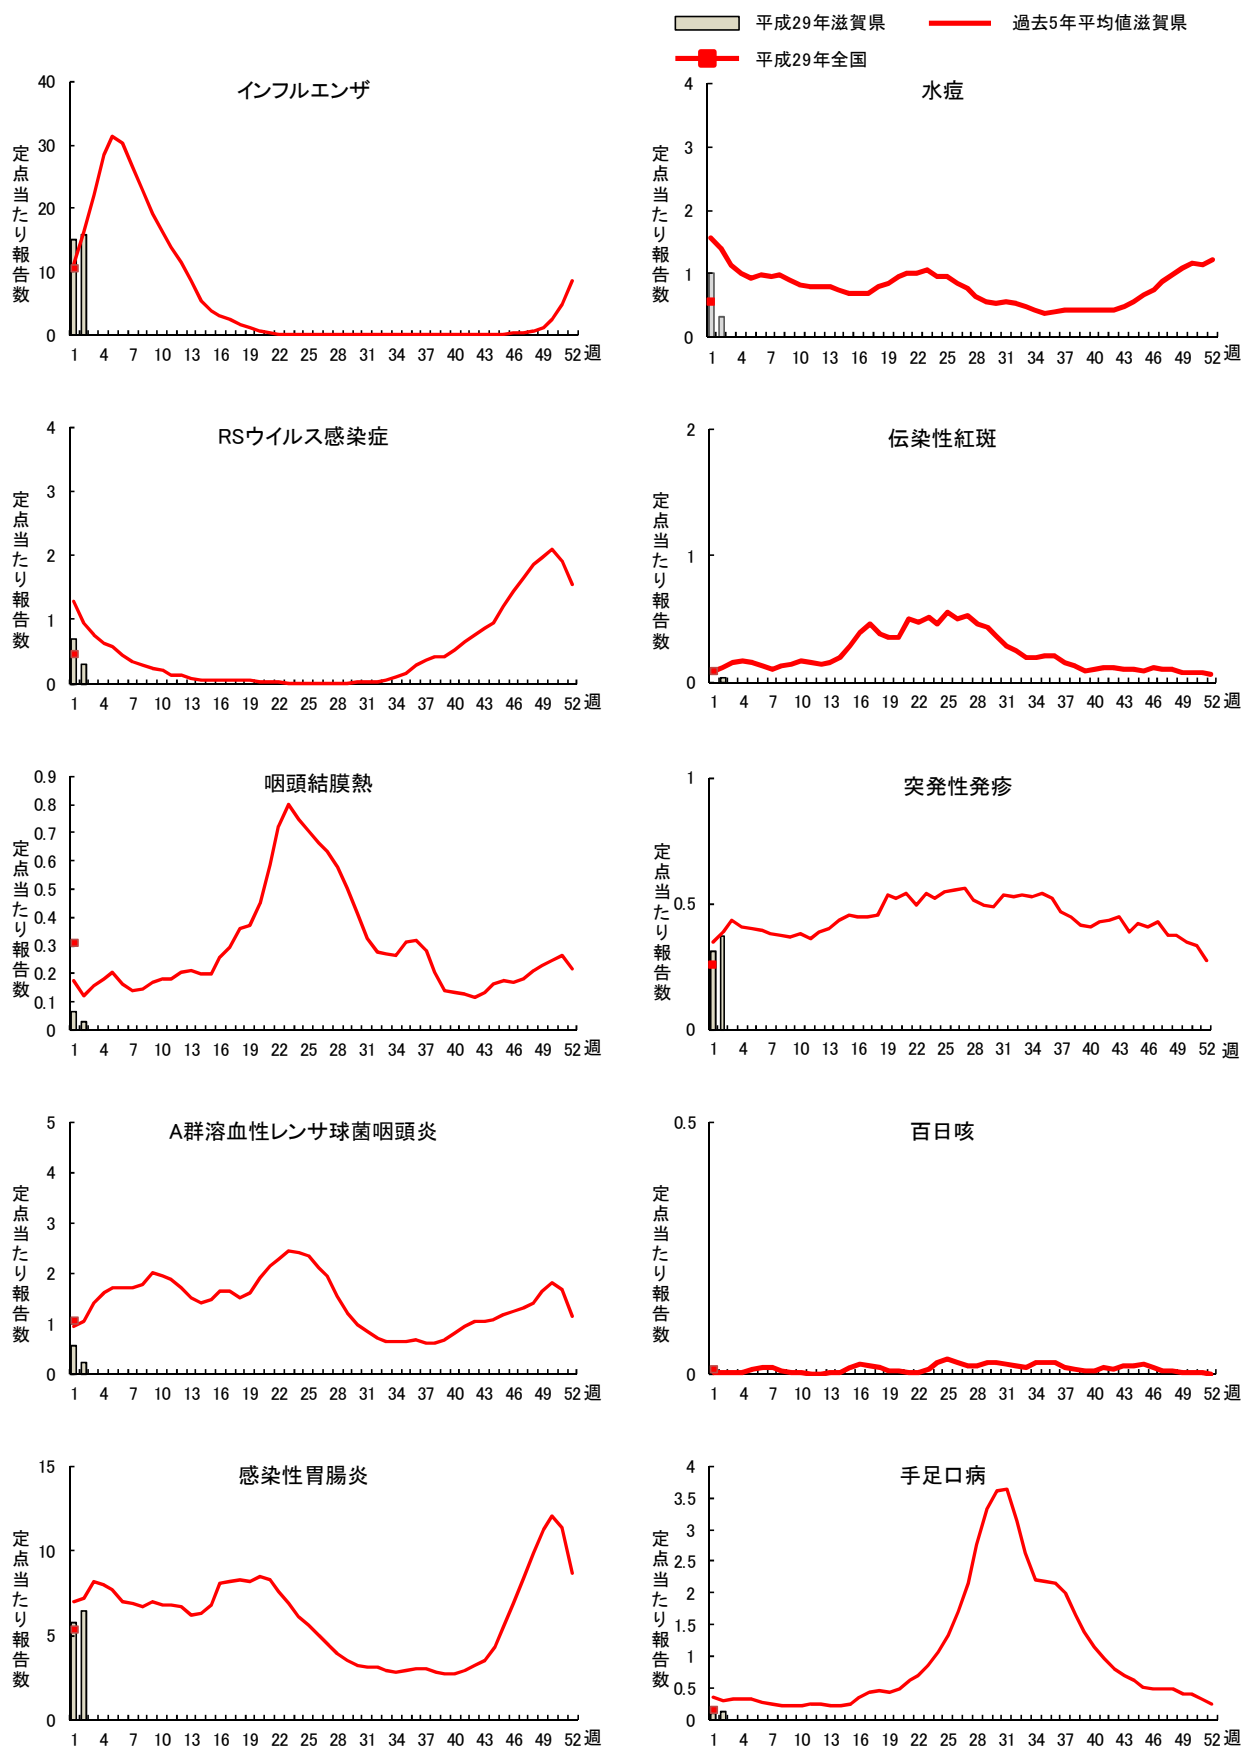 平成29年滋賀県
過去5年平均値滋賀県
平成29年全国
インフルエンザ
定点当たり報告数
40
30
20
10
0
1 4 7 10 13 16 19 22 25 28 31 34 37 40 43 46 49 52 週
水痘
定点当たり報告数
4
3
2
1
0
1 4 7 10 13 16 19 22 25 28 31 34 37 40 43 46 49 52 週
RSウイルス感染症
定点当たり報告数
4
3
2
1
0
1 4 7 10 13 16 19 22 25 28 31 34 37 40 43 46 49 52 週
伝染性紅斑
定点当たり報告数
2
1
0
1 4 7 10 13 16 19 22 25 28 31 34 37 40 43 46 49 52 週
咽頭結膜熱
定点当たり報告数
0.9
0.8
0.7
0.6
0.5
0.4
0.3
0.2
0.1
0
1 4 7 10 13 16 19 22 25 28 31 34 37 40 43 46 49 52 週
突発性発疹
定点当たり報告数
1
0.5
0
1 4 7 10 13 16 19 22 25 28 31 34 37 40 43 46 49 52 週
A群溶血性レンサ球菌咽頭炎
定点当たり報告数
5
4
3
2
1
0
1 4 7 10 13 16 19 22 25 28 31 34 37 40 43 46 49 52 週
百日咳
定点当たり報告数
0.5
0
1 4 7 10 13 16 19 22 25 28 31 34 37 40 43 46 49 52 週
感染性胃腸炎
定点当たり報告数
15
10
5
0
1 4 7 10 13 16 19 22 25 28 31 34 37 40 43 46 49 52 週
手足口病
定点当たり報告数
4
3.5
3
2.5
2
1.5
1
0.5
0
1 4 7 10 13 16 19 22 25 28 31 34 37 40 43 46 49 52 週